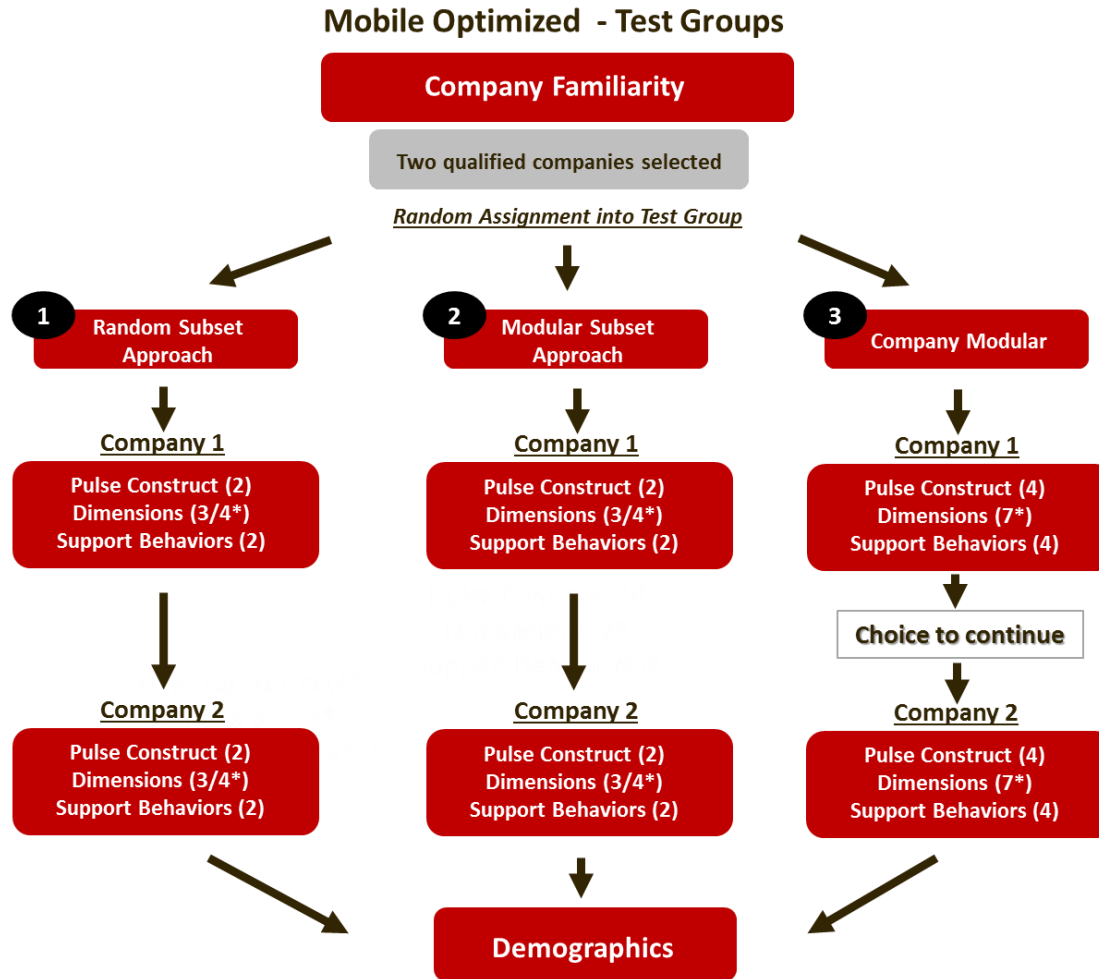 Mobile Optimized - Test Groups
Company Familiarity
Two qualified companies selected
Random Assignment into Test Group
1
Random Subset
Approach
2
Modular Subset
Approach
3
Company Modular
Company 1
Pulse Construct (2)
Dimensions (3/4*)
Support Behaviors (2)
Company 1
Pulse Construct (2)
Dimensions (3/4*)
Support Behaviors (2)
Company 1
Pulse Construct (4)
Dimensions (7*)
Support Behaviors (4)
Choice to continue
Company 2
Pulse Construct (2)
Dimensions (3/4*)
Support Behaviors (2)
Company 2
Pulse Construct (2)
Dimensions (3/4*)
Support Behaviors (2)
Company 2
Pulse Construct (4)
Dimensions (7*)
Support Behaviors (4)
Demographics